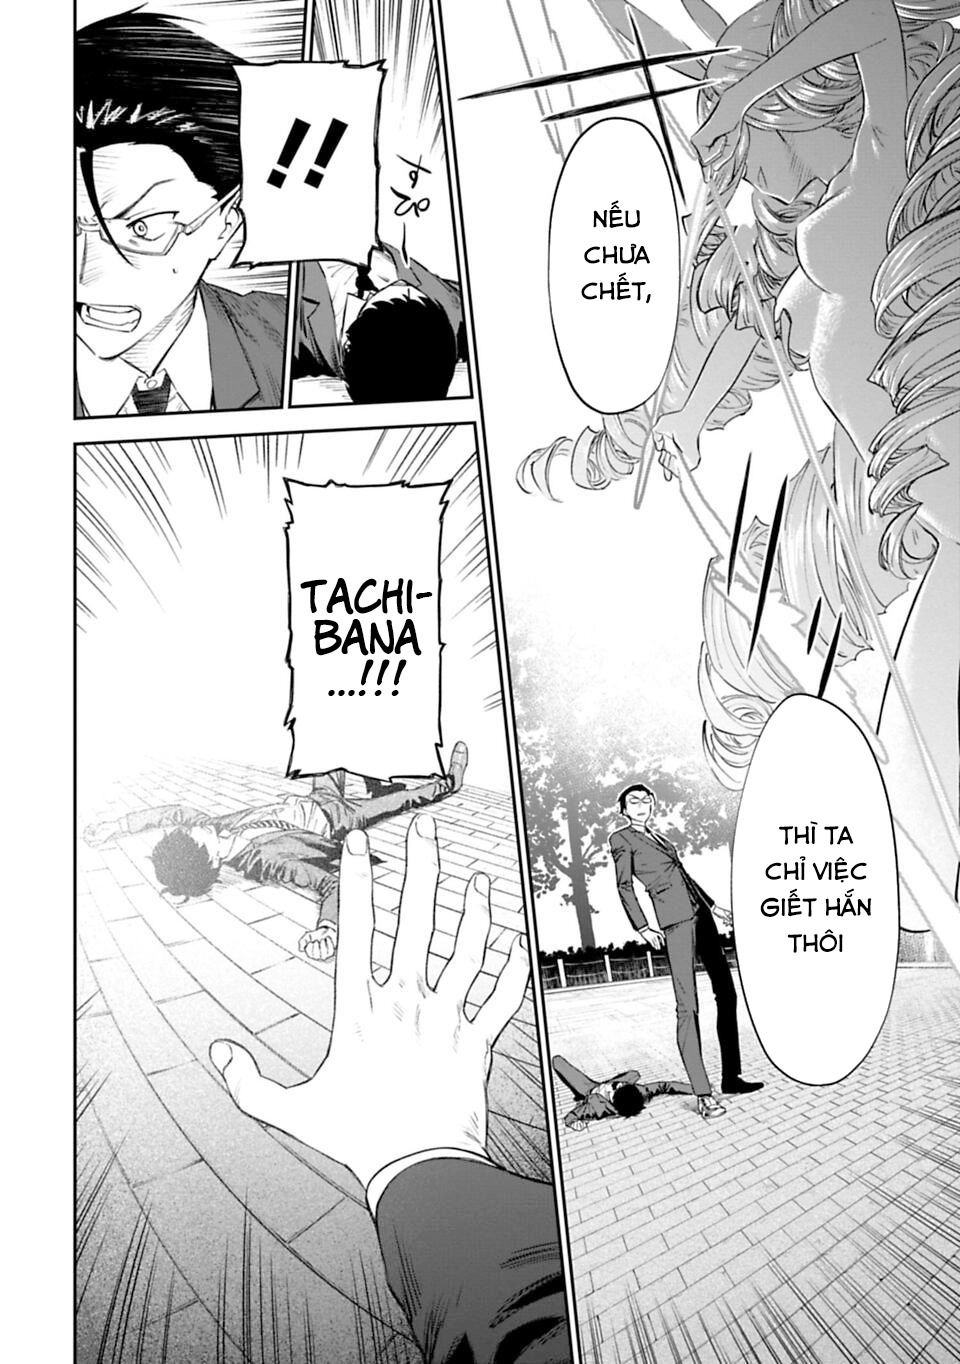 NẾU
CHƯA
CHẾT,
THÌ TA
CHỈ VIỆC
GIẾT HẮN
THÔI
!!
TACHI-
BANA
...!!!